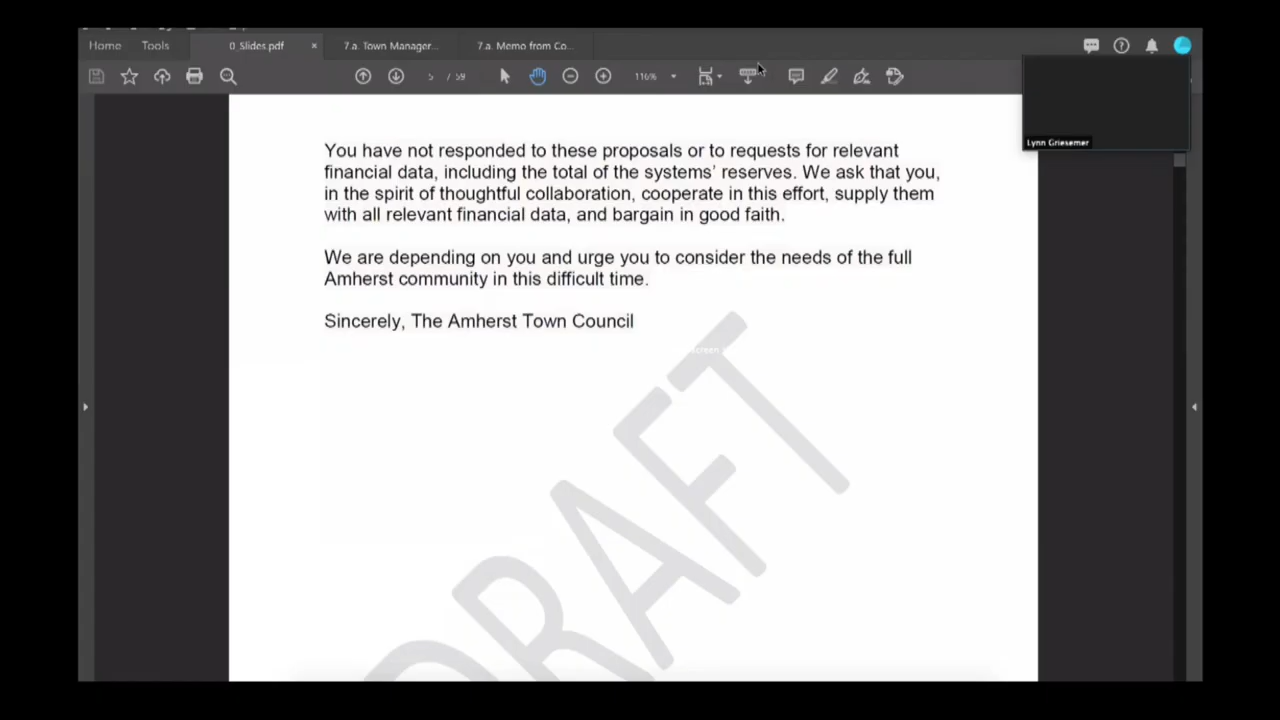 Home Tools 0_Slides.pdf × 7.a. Town Manager... 7.a. Memo from Co...
5 / 59 116%
Lynn Griesemer
You have not responded to these proposals or to requests for relevant
financial data, including the total of the systems’ reserves. We ask that you,
in the spirit of thoughtful collaboration, cooperate in this effort, supply them
with all relevant financial data, and bargain in good faith.
We are depending on you and urge you to consider the needs of the full
Amherst community in this difficult time.
Sincerely, The Amherst Town Council
screen
DRAFT